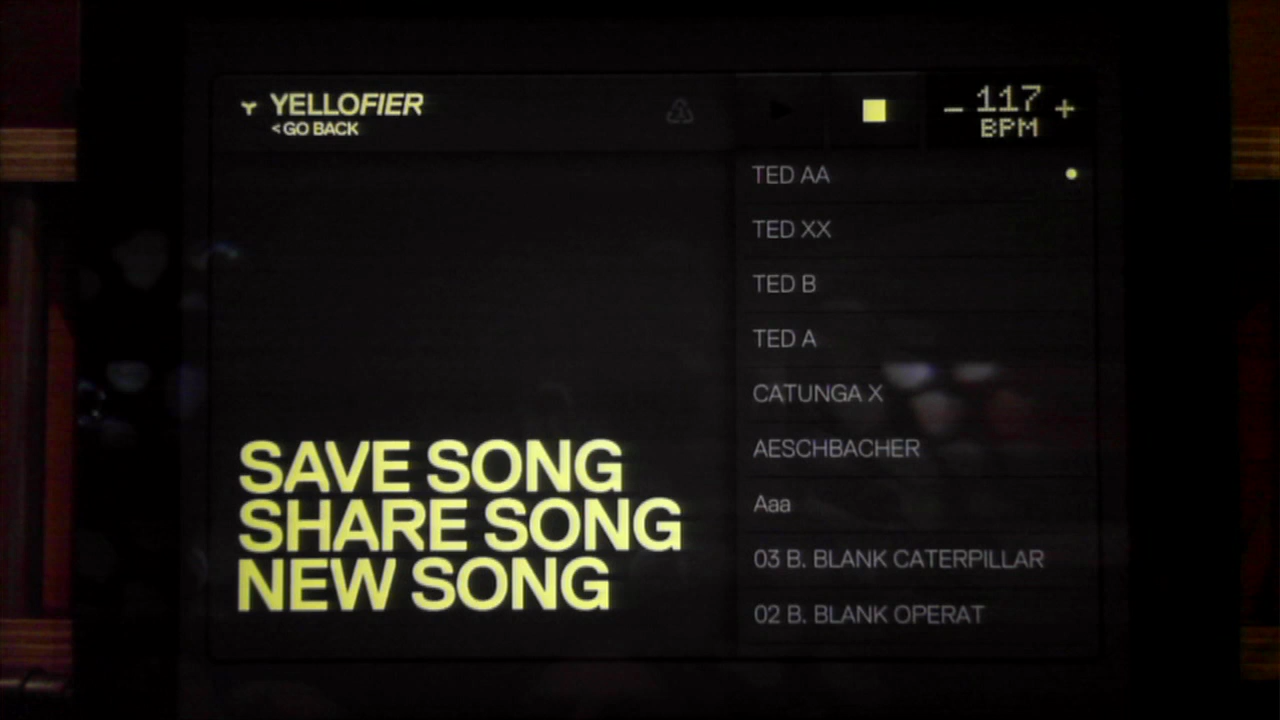 YELLOFIER
<GO BACK
– 117 +
BPM
TED AA
TED XX
TED B
TED A
CATUNGA X
AESCHBACHER
Aaa
03 B. BLANK CATERPILLAR
02 B. BLANK OPERAT
SAVE SONG
SHARE SONG
NEW SONG